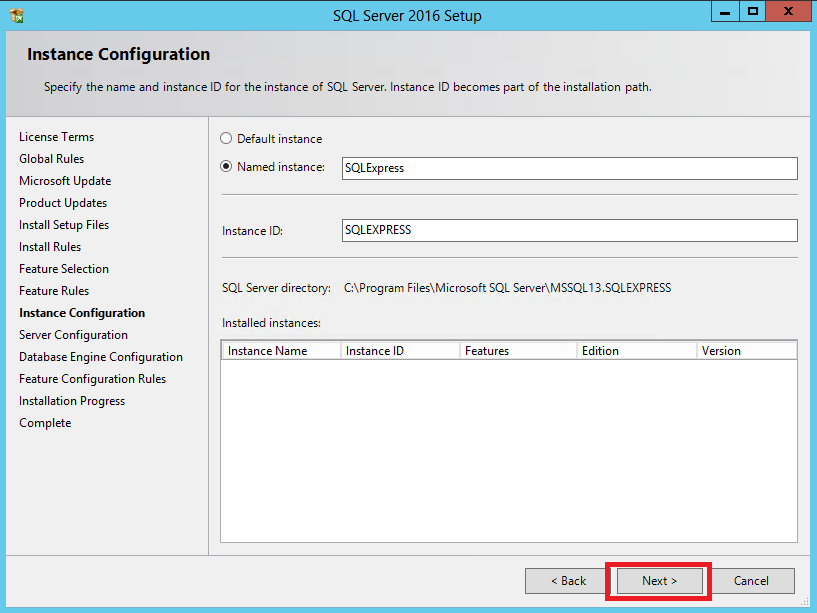 SQL Server 2016 Setup
Instance Configuration
Specify the name and instance ID for the instance of SQL Server. Instance ID becomes part of the installation path.
License Terms
Global Rules
Microsoft Update
Product Updates
Install Setup Files
Install Rules
Feature Selection
Feature Rules
Instance Configuration
Server Configuration
Database Engine Configuration
Feature Configuration Rules
Installation Progress
Complete
Default instance
Named instance: SQLExpress
Instance ID: SQLEXPRESS
SQL Server directory: C:\Program Files\Microsoft SQL Server\MSSQL13.SQLEXPRESS
Installed instances:
Instance Name Instance ID Features Edition Version
< Back Next > Cancel